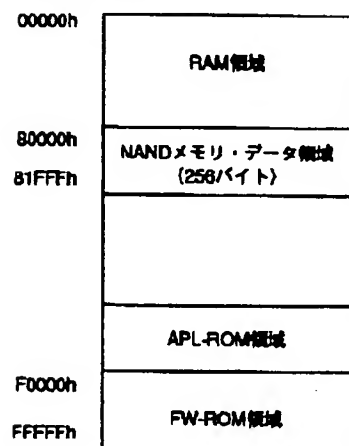 00000h
RAM領域
80000h
NANDメモリ・データ領域
81FFFh
(256バイト)
APL-ROM領域
F0000h
FW-ROM領域
FFFFFh